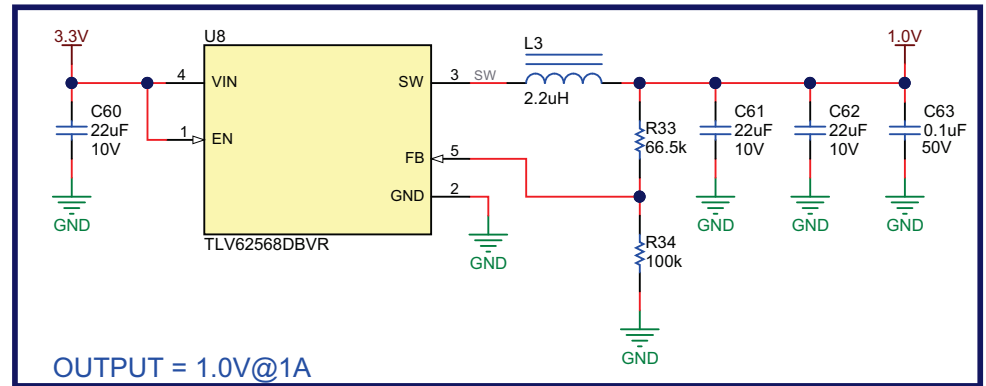 3.3V
U8
L3
1.0V
4
VIN
SW
3
SW
2.2uH
C60
22uF
10V
1
EN
R33
66.5k
C61
22uF
10V
C62
22uF
10V
C63
0.1uF
50V
FB
5
GND
2
GND
GND
GND
GND
GND
TLV62568DBVR
GND
R34
100k
GND
OUTPUT = 1.0V@1A